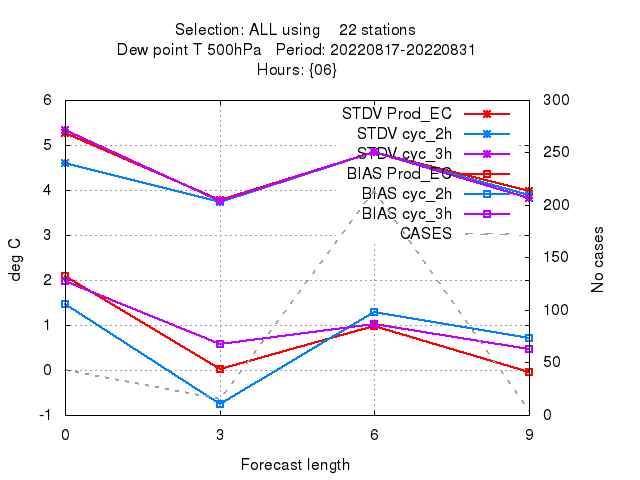 Selection: ALL using 22 stations
Dew point T 500hPa Period: 20220817-20220831
Hours: {06}
STDV Prod_EC
STDV cyc_2h
STDV cyc_3h
BIAS Prod_EC
BIAS cyc_2h
BIAS cyc_3h
CASES
6
5
4
3
2
1
0
-1
deg C
300
250
200
150
100
50
0
No cases
0 3 6 9
Forecast length